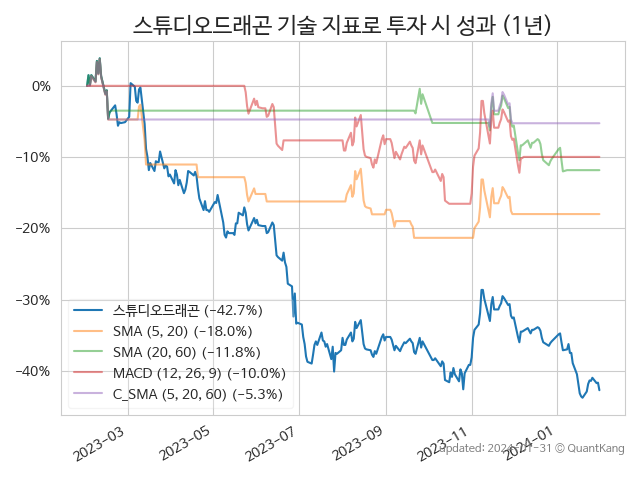 스튜디오드래곤 기술 지표로 투자 시 성과 (1년)
0%
−10%
−20%
−30%
−40%
스튜디오드래곤 (−42.7%)
SMA (5, 20) (−18.0%)
SMA (20, 60) (−11.8%)
MACD (12, 26, 9) (−10.0%)
C_SMA (5, 20, 60) (−5.3%)
2023-03
2023-05
2023-07
2023-09
2023-11
2024-01
Updated: 2024-01-31 © QuantKang